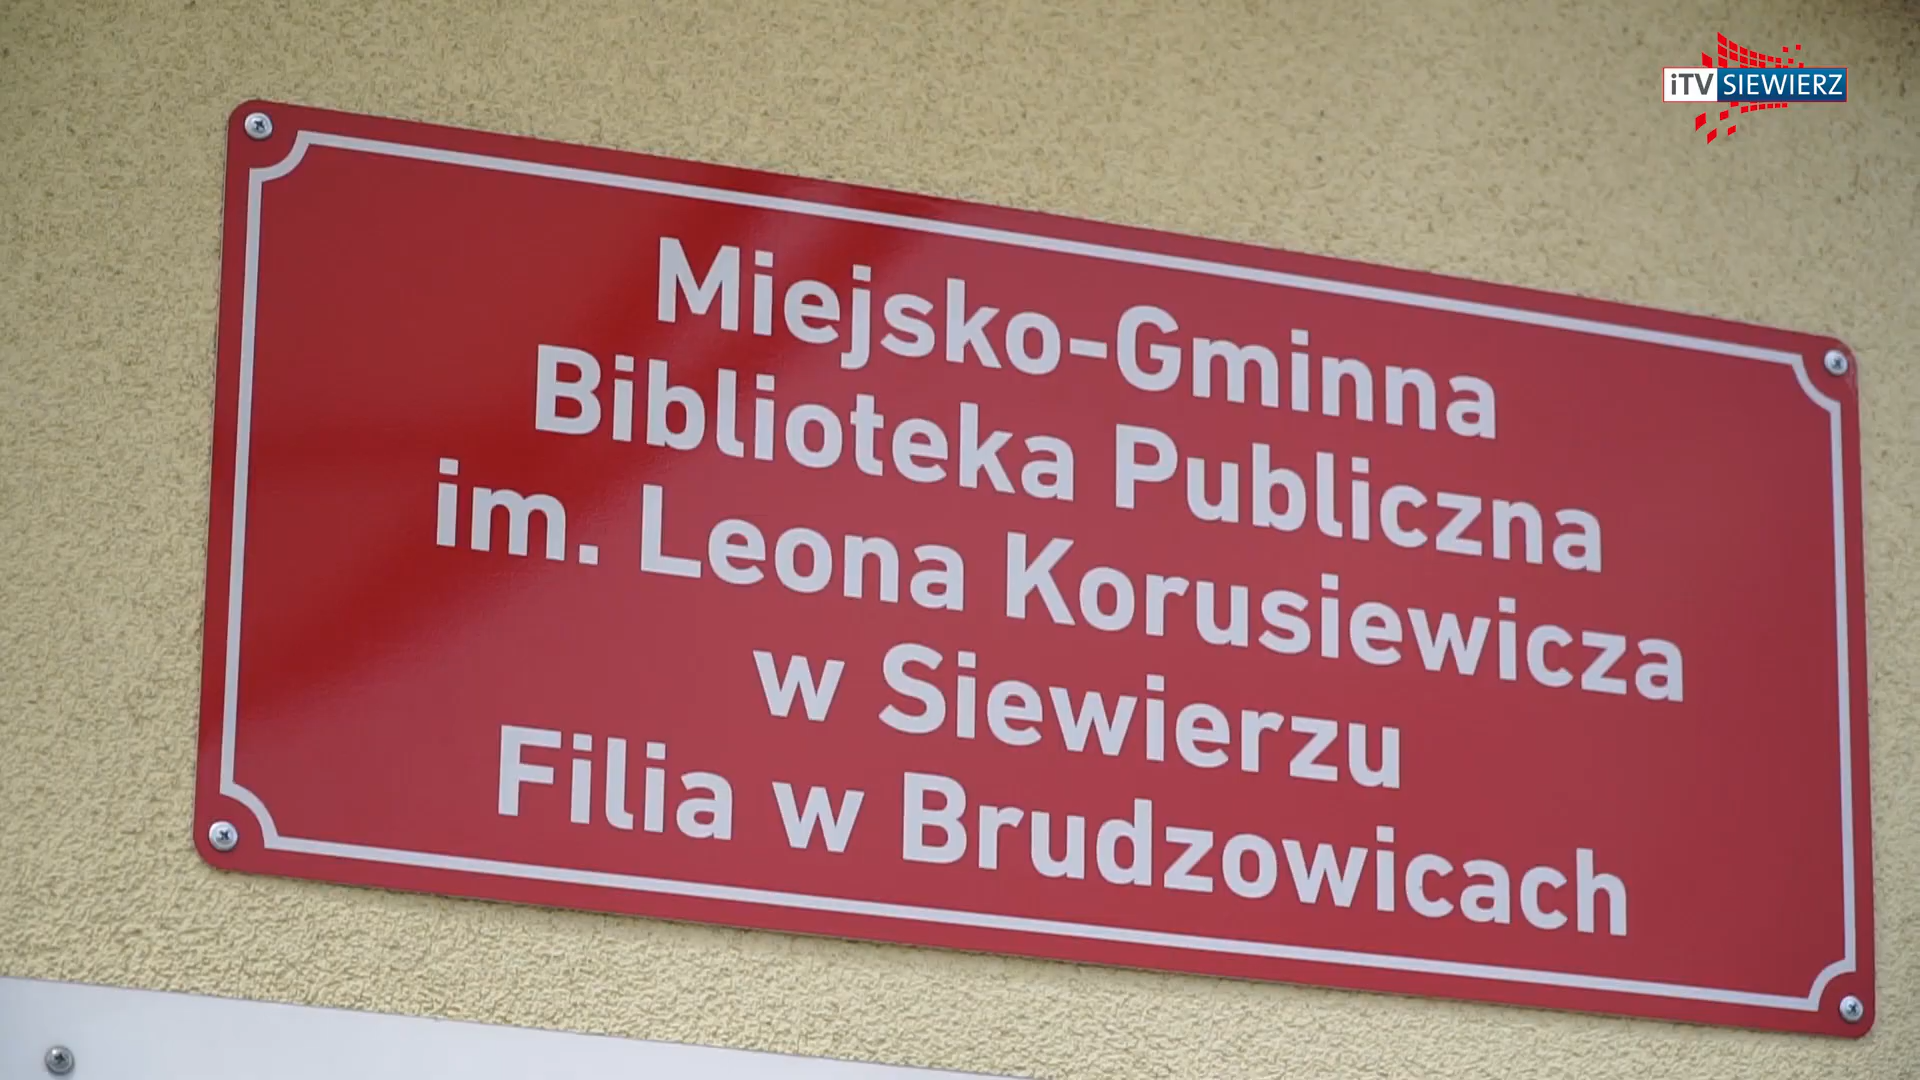 iTV SIEWIERZ
Miejsko-Gminna
Biblioteka Publiczna
im. Leona Korusiewicza
w Siewierzu
Filia w Brudzowicach